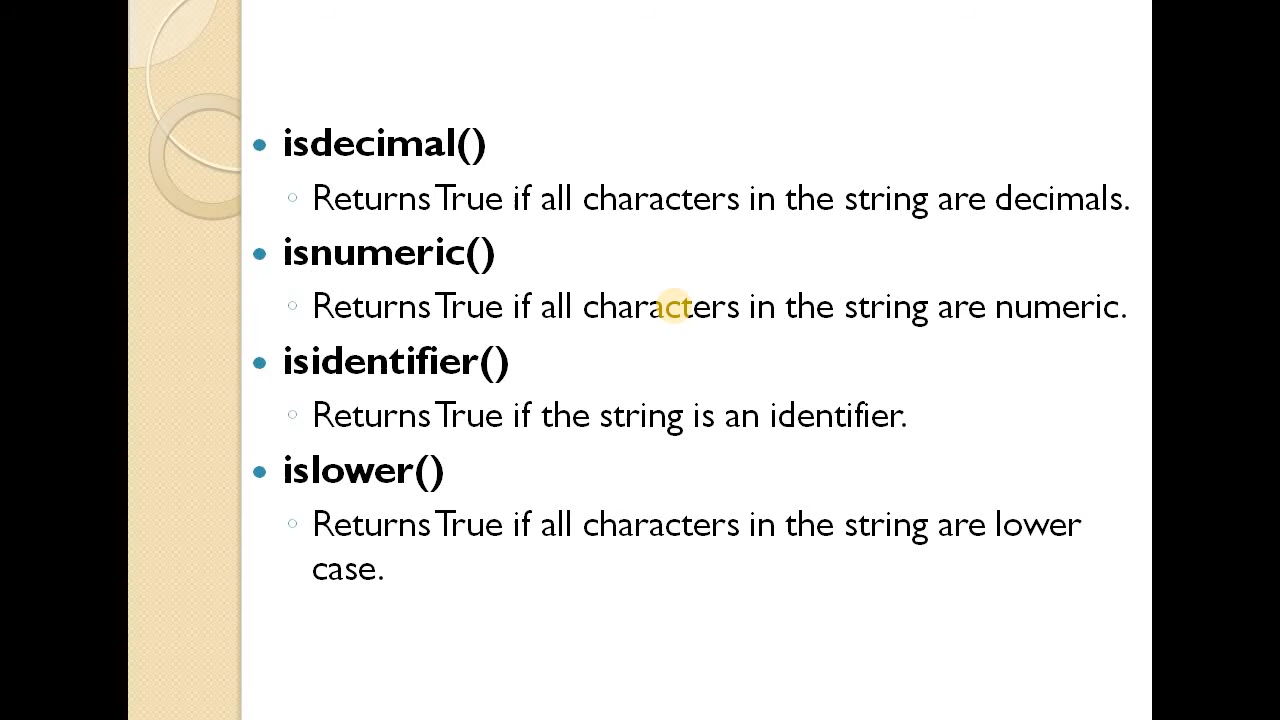 isdecimal()
Returns True if all characters in the string are decimals.
isnumeric()
Returns True if all characters in the string are numeric.
isidentifier()
Returns True if the string is an identifier.
islower()
Returns True if all characters in the string are lower
case.